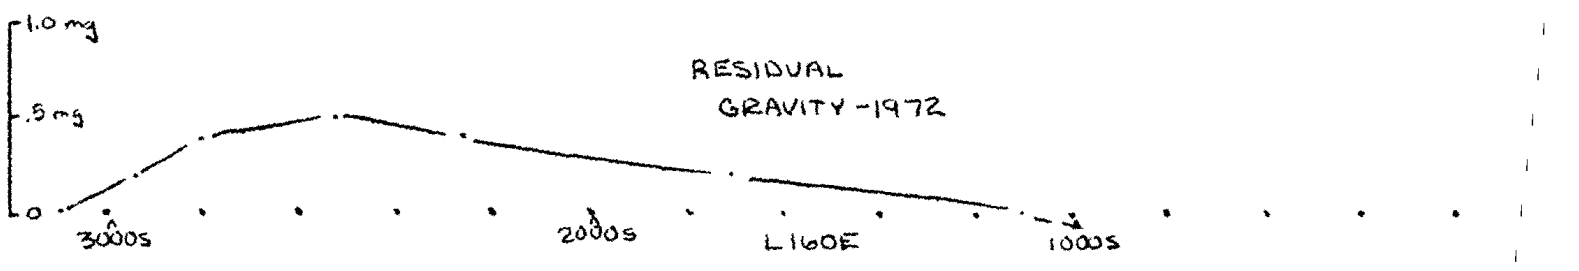 1.0 mg
RESIDUAL
.5 mg
GRAVITY-1972
0
3000S
2000S
L160E
1000S